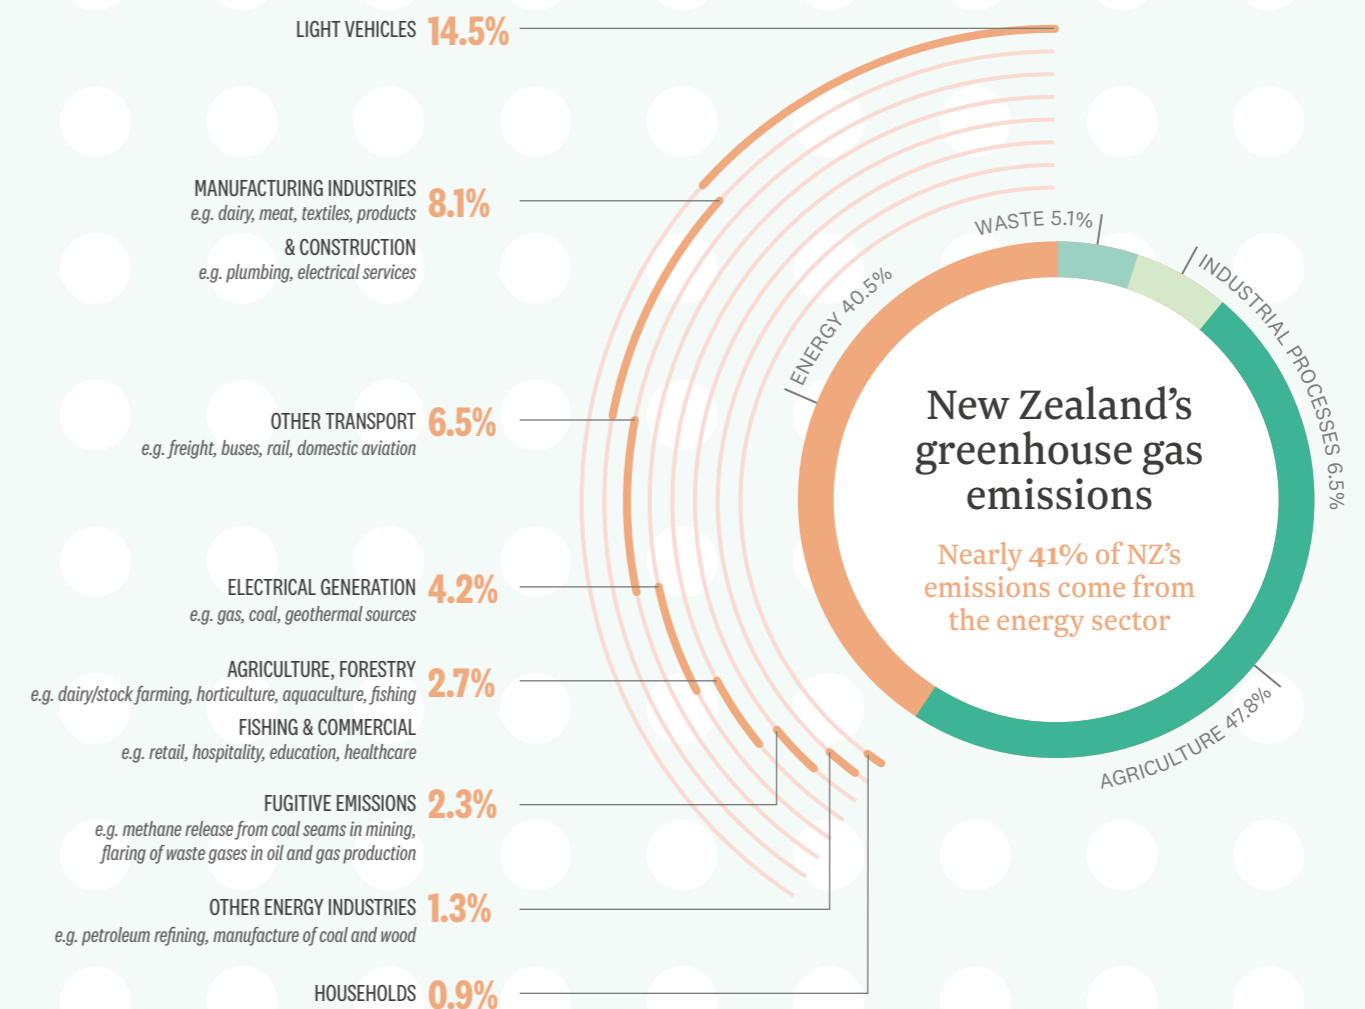 LIGHT VEHICLES 14.5%
MANUFACTURING INDUSTRIES 8.1%
e.g. dairy, meat, textiles, products
& CONSTRUCTION
e.g. plumbing, electrical services
OTHER TRANSPORT 6.5%
e.g. freight, buses, rail, domestic aviation
ELECTRICAL GENERATION 4.2%
e.g. gas, coal, geothermal sources
AGRICULTURE, FORESTRY 2.7%
e.g. dairy/stock farming, horticulture, aquaculture, fishing
FISHING & COMMERCIAL
e.g. retail, hospitality, education, healthcare
FUGITIVE EMISSIONS 2.3%
e.g. methane release from coal seams in mining,
flaring of waste gases in oil and gas production
OTHER ENERGY INDUSTRIES 1.3%
e.g. petroleum refining, manufacture of coal and wood
HOUSEHOLDS 0.9%
WASTE 5.1%
INDUSTRIAL PROCESSES 6.5%
ENERGY 40.5%
AGRICULTURE 47.8%
New Zealand's
greenhouse gas
emissions
Nearly 41% of NZ's
emissions come from
the energy sector